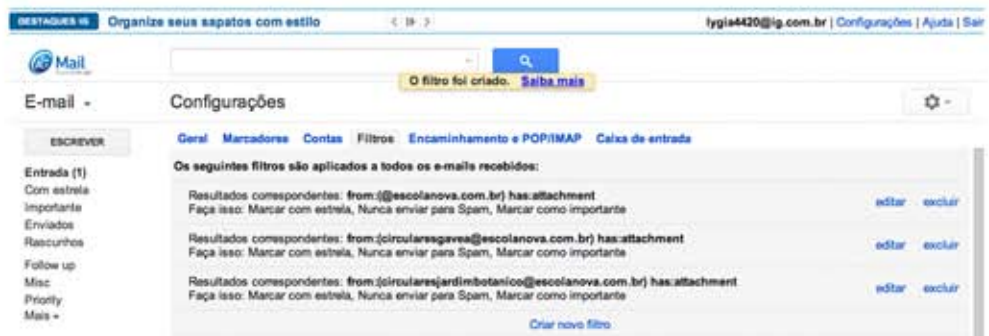 DESTAQUES IG Organize seus sapatos com estilo
lygia4420@ig.com.br | Configurações | Ajuda | Sair
Mail
O filtro foi criado. Saiba mais
E-mail
Configurações
ESCREVER
Geral Marcadores Contas Filtros Encaminhamento e POP/IMAP Caixa de entrada
Os seguintes filtros são aplicados a todos os e-mails recebidos:
Entrada (1)
Com estrela
Importante
Enviados
Rascunhos
Follow up
Misc
Priority
Mais
Resultados correspondentes: from:(@escolanova.com.br) has:attachment
Faça isso: Marcar com estrela, Nunca enviar para Spam, Marcar como importante
editar excluir
Resultados correspondentes: from:(circularesgavea@escolanova.com.br) has:attachment
Faça isso: Marcar com estrela, Nunca enviar para Spam, Marcar como importante
editar excluir
Resultados correspondentes: from:(circularesjardimbotanico@escolanova.com.br) has:attachment
Faça isso: Marcar com estrela, Nunca enviar para Spam, Marcar como importante
editar excluir
Criar novo filtro